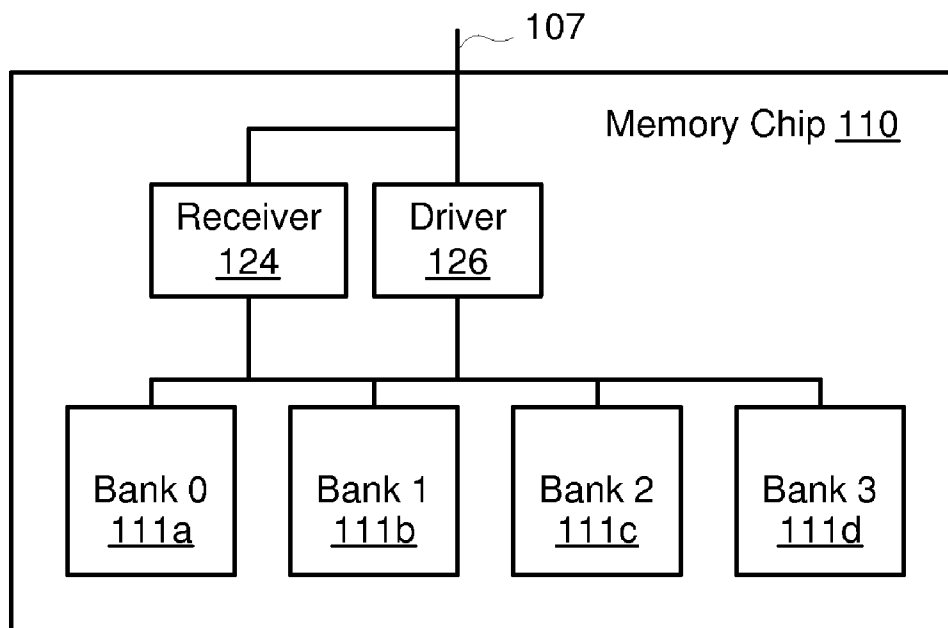 107
Memory Chip 110
Receiver
124
Driver
126
Bank 0
111a
Bank 1
111b
Bank 2
111c
Bank 3
111d